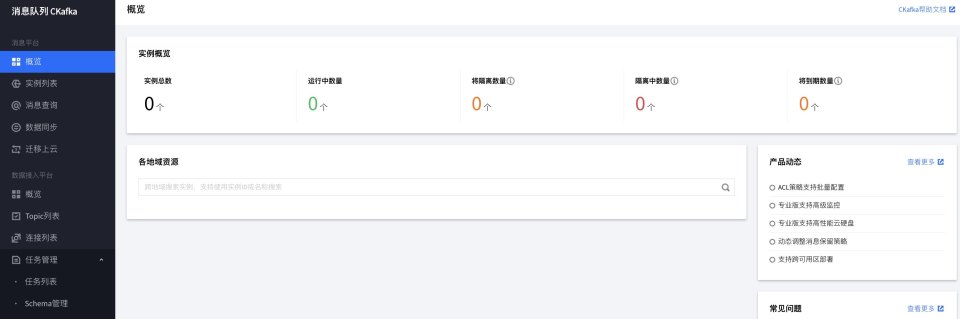 消息队列 CKafka
消息平台
概览
实例列表
消息查询
数据同步
迁移上云
数据接入平台
概览
Topic列表
连接列表
任务管理
任务列表
Schema管理
概览
CKafka帮助文档
实例概览
实例总数
0个
运行中数量
0个
将隔离数量
0个
隔离中数量
0个
将到期数量
0个
各地域资源
跨地域搜索实例，支持使用实例ID或名称搜索
产品动态
查看更多
ACL策略支持批量配置
专业版支持高级监控
专业版支持高性能云硬盘
动态调整消息保留策略
支持跨可用区部署
常见问题
查看更多